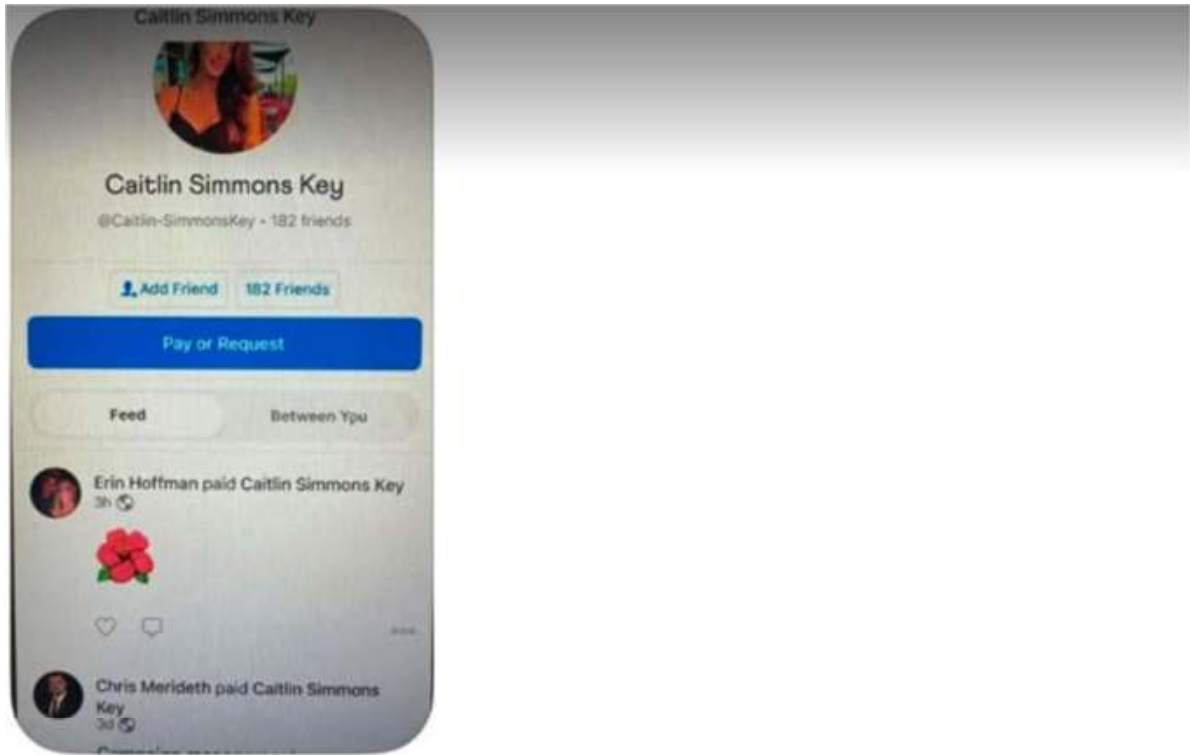 Caitlin Simmons Key
Caitlin Simmons Key
@Caitlin-SimmonsKey • 182 friends
Add Friend 182 Friends
Pay or Request
Feed Between You
Erin Hoffman paid Caitlin Simmons Key
3h
Chris Merideth paid Caitlin Simmons
Key
3d